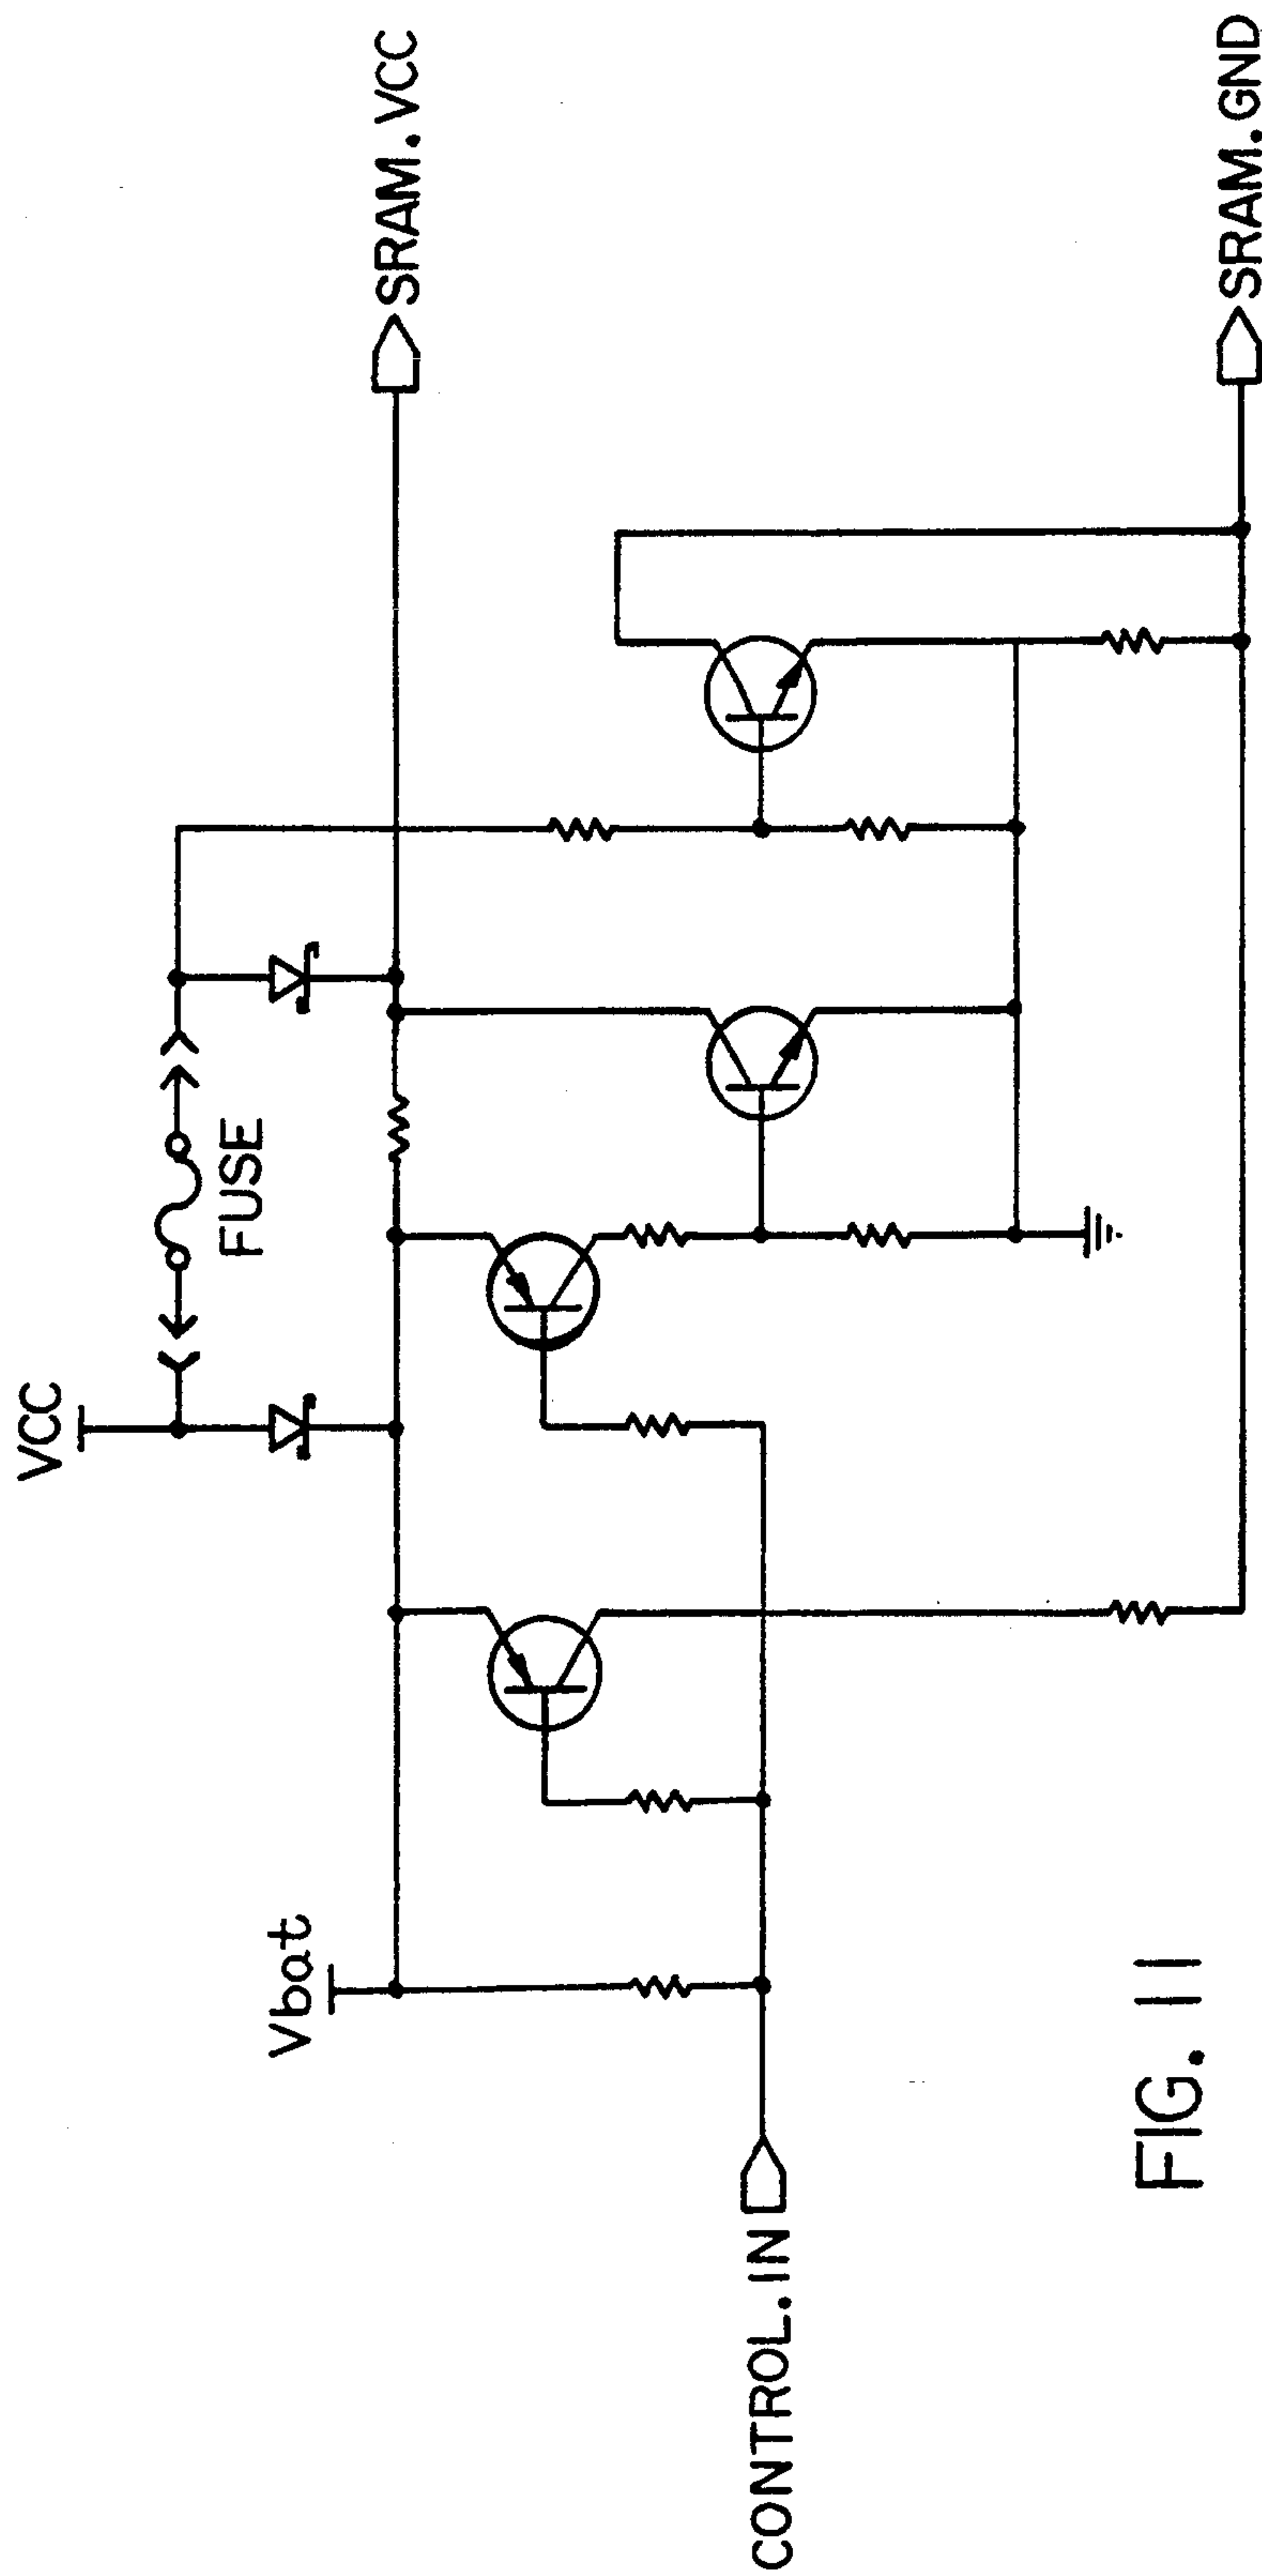 VCC
FUSE
SRAM.VCC
Vbat
CONTROL.IN
SRAM.GND
FIG. 11